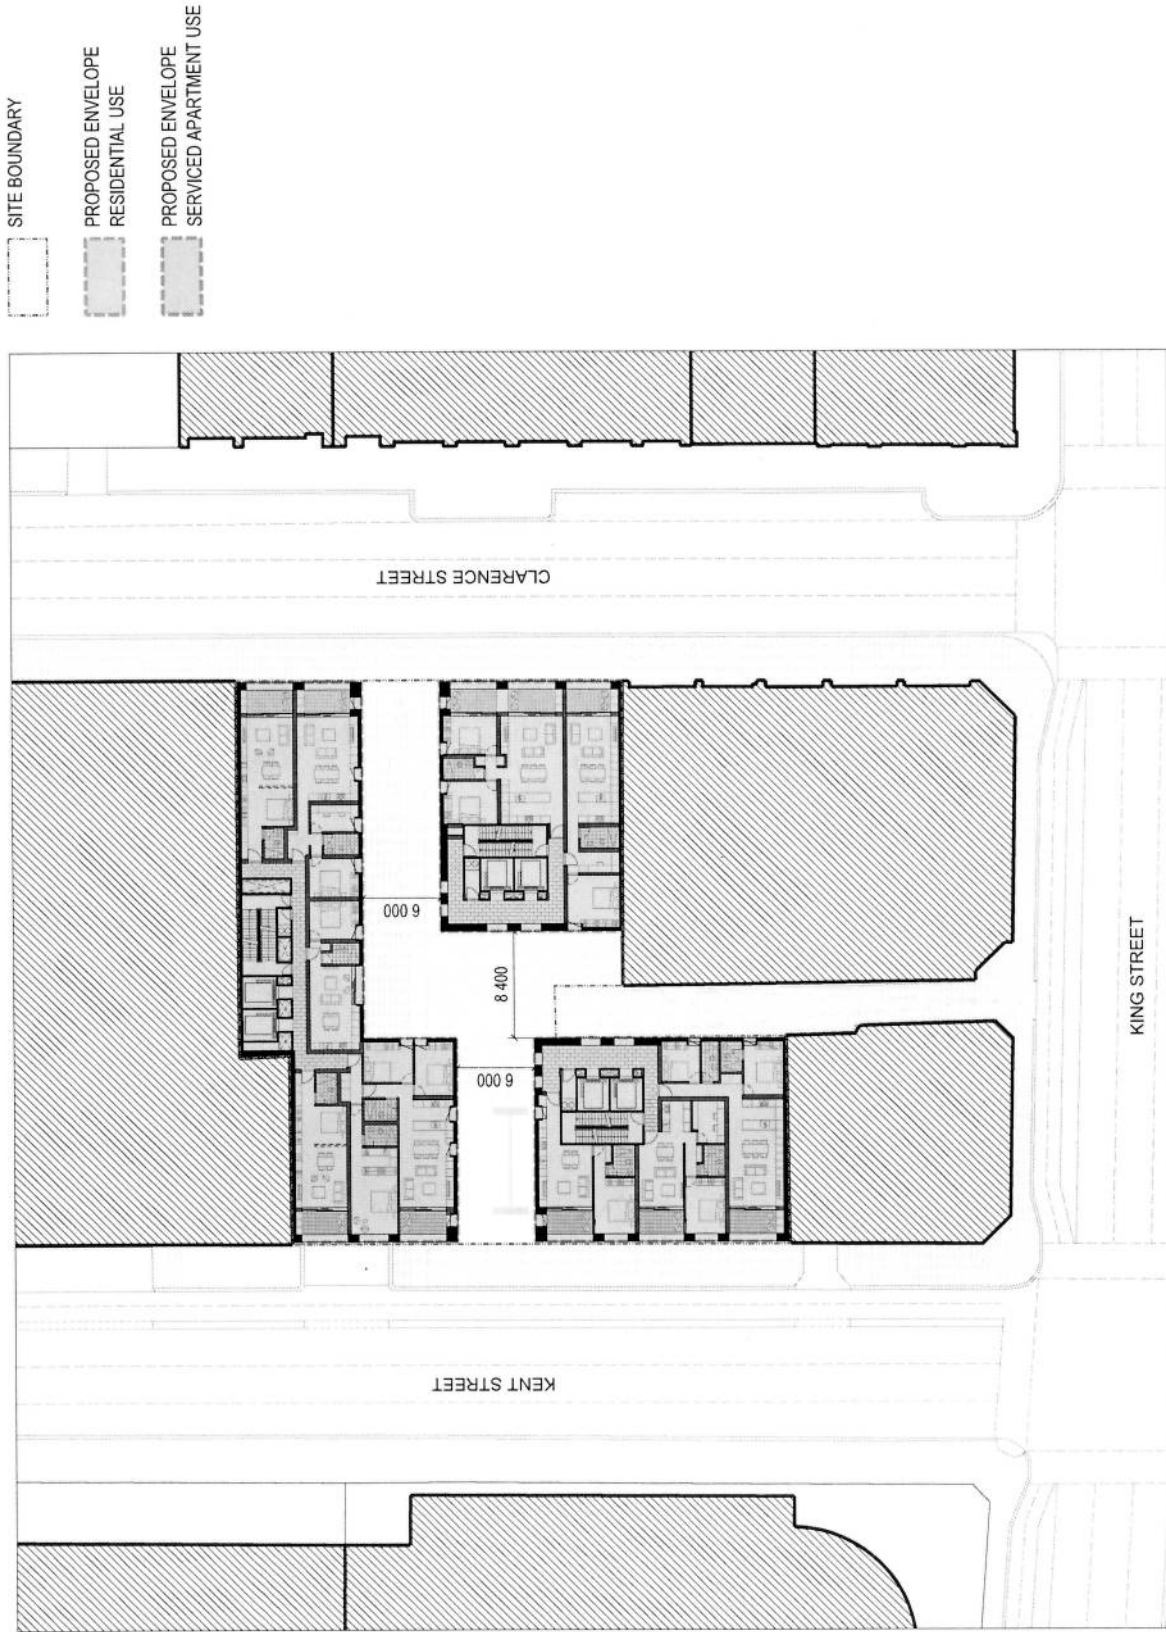 SITE BOUNDARY
PROPOSED ENVELOPE
RESIDENTIAL USE
PROPOSED ENVELOPE
SERVICED APARTMENT USE
CLARENCE STREET
6 000
8 400
6 000
KING STREET
KENT STREET